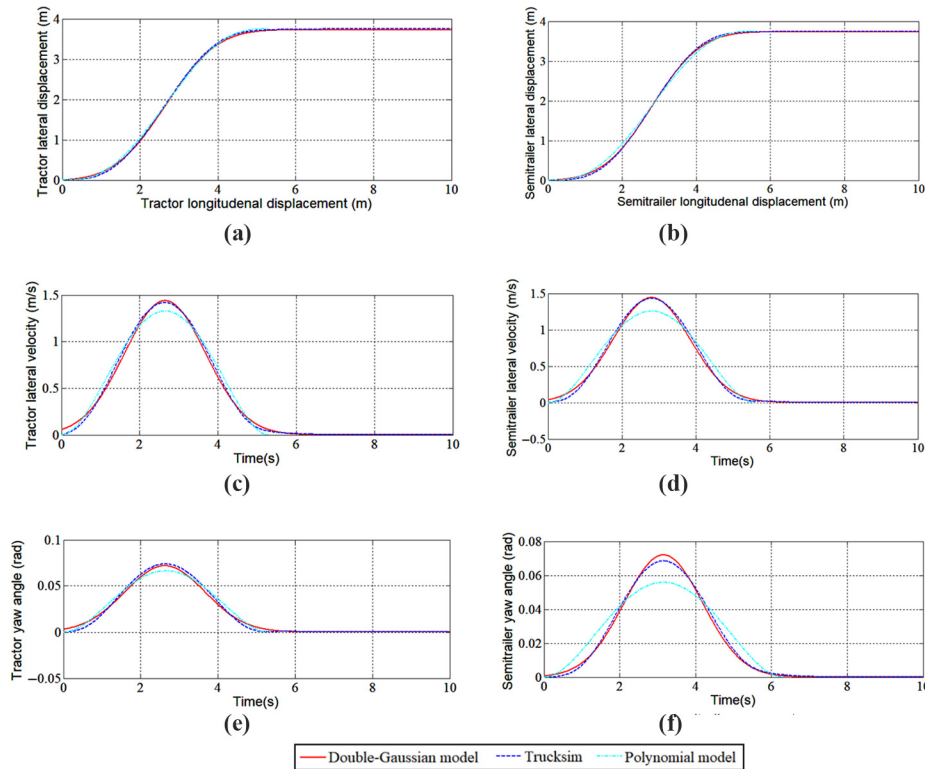 4
3
2
1
0
0 2 4 6 8 10
Tractor lateral displacement (m)
Tractor longitudenal displacement (m)
(a)
4
3
2
1
0
0 2 4 6 8 10
Semitrailer lateral displacement (m)
Semitrailer longitudenal displacement (m)
(b)
1.5
1
0.5
0
0 2 4 6 8 10
Tractor lateral velocity (m/s)
Time(s)
(c)
1.5
1
0.5
0
−0.5
0 2 4 6 8 10
Semitrailer lateral velocity (m/s)
Time(s)
(d)
0.1
0.05
0
−0.05
0 2 4 6 8 10
Tractor yaw angle (rad)
Time(s)
(e)
0.08
0.06
0.04
0.02
0
0 2 4 6 8 10
Semitrailer yaw angle (rad)
Time(s)
(f)
Double-Gaussian model Trucksim Polynomial model